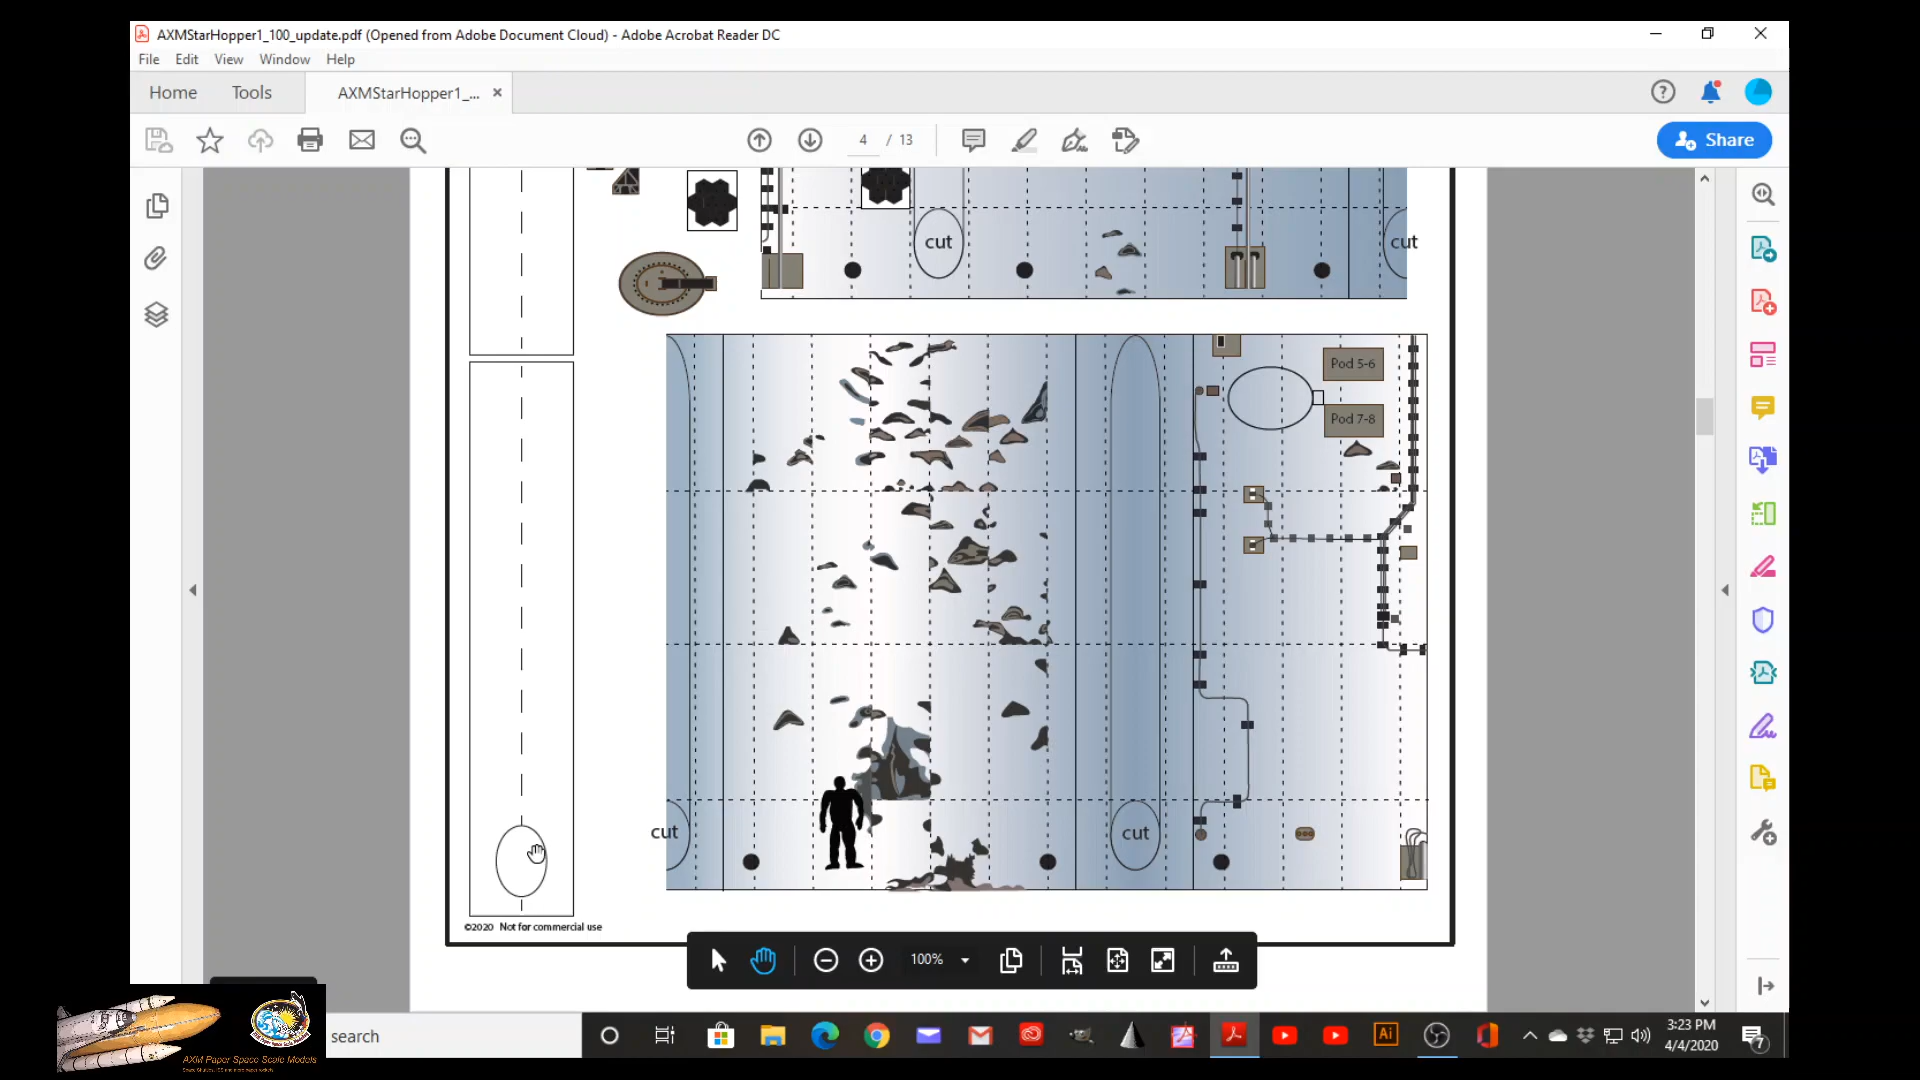 AXMStarHopper1_100_update.pdf (Opened from Adobe Document Cloud) - Adobe Acrobat Reader DC
File Edit View Window Help
Home Tools AXMStarHopper1_...
4 / 13
Share
cut cut
Pod 5-6
Pod 7-8
cut cut
©2020 Not for commercial use
100%
search
AXM Paper Space Scale Models
3:23 PM
4/4/2020
7
Ai